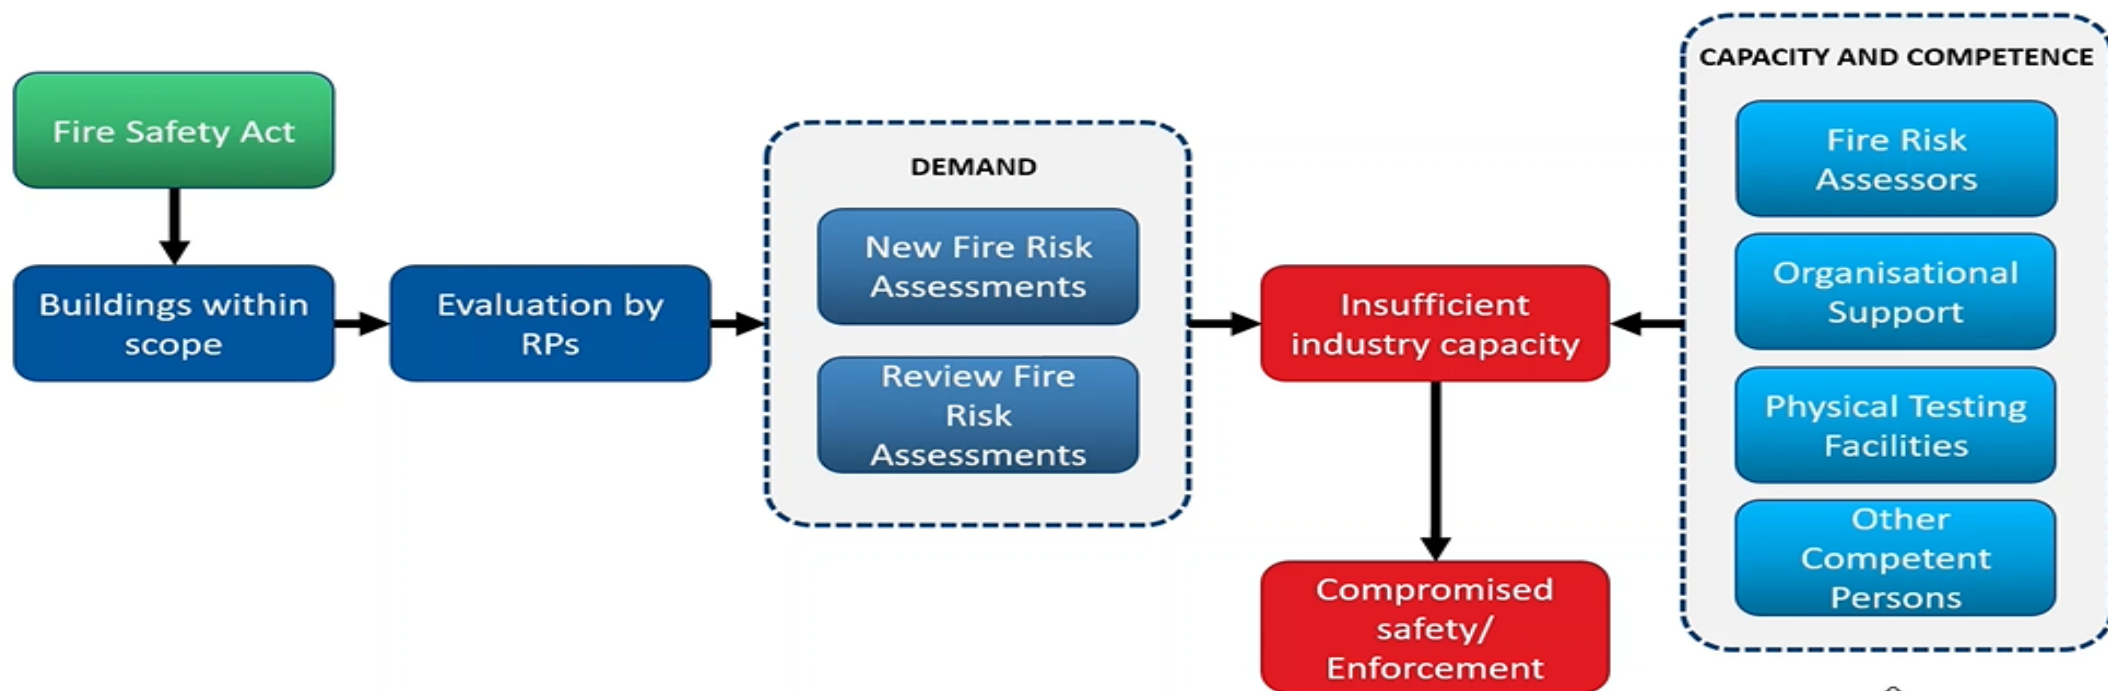 Fire Safety Act
Buildings within
scope
Evaluation by
RPs
DEMAND
New Fire Risk
Assessments
Review Fire
Risk
Assessments
Insufficient
industry capacity
Compromised
safety/
Enforcement
CAPACITY AND COMPETENCE
Fire Risk
Assessors
Organisational
Support
Physical Testing
Facilities
Other
Competent
Persons